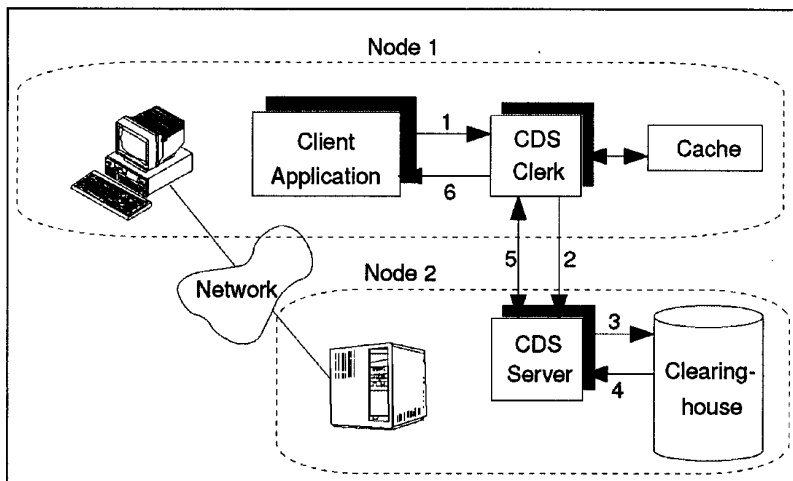 Node 1
Client
Application
1
6
CDS
Clerk
Cache
5
2
Node 2
Network
CDS
Server
3
4
Clearing-
house